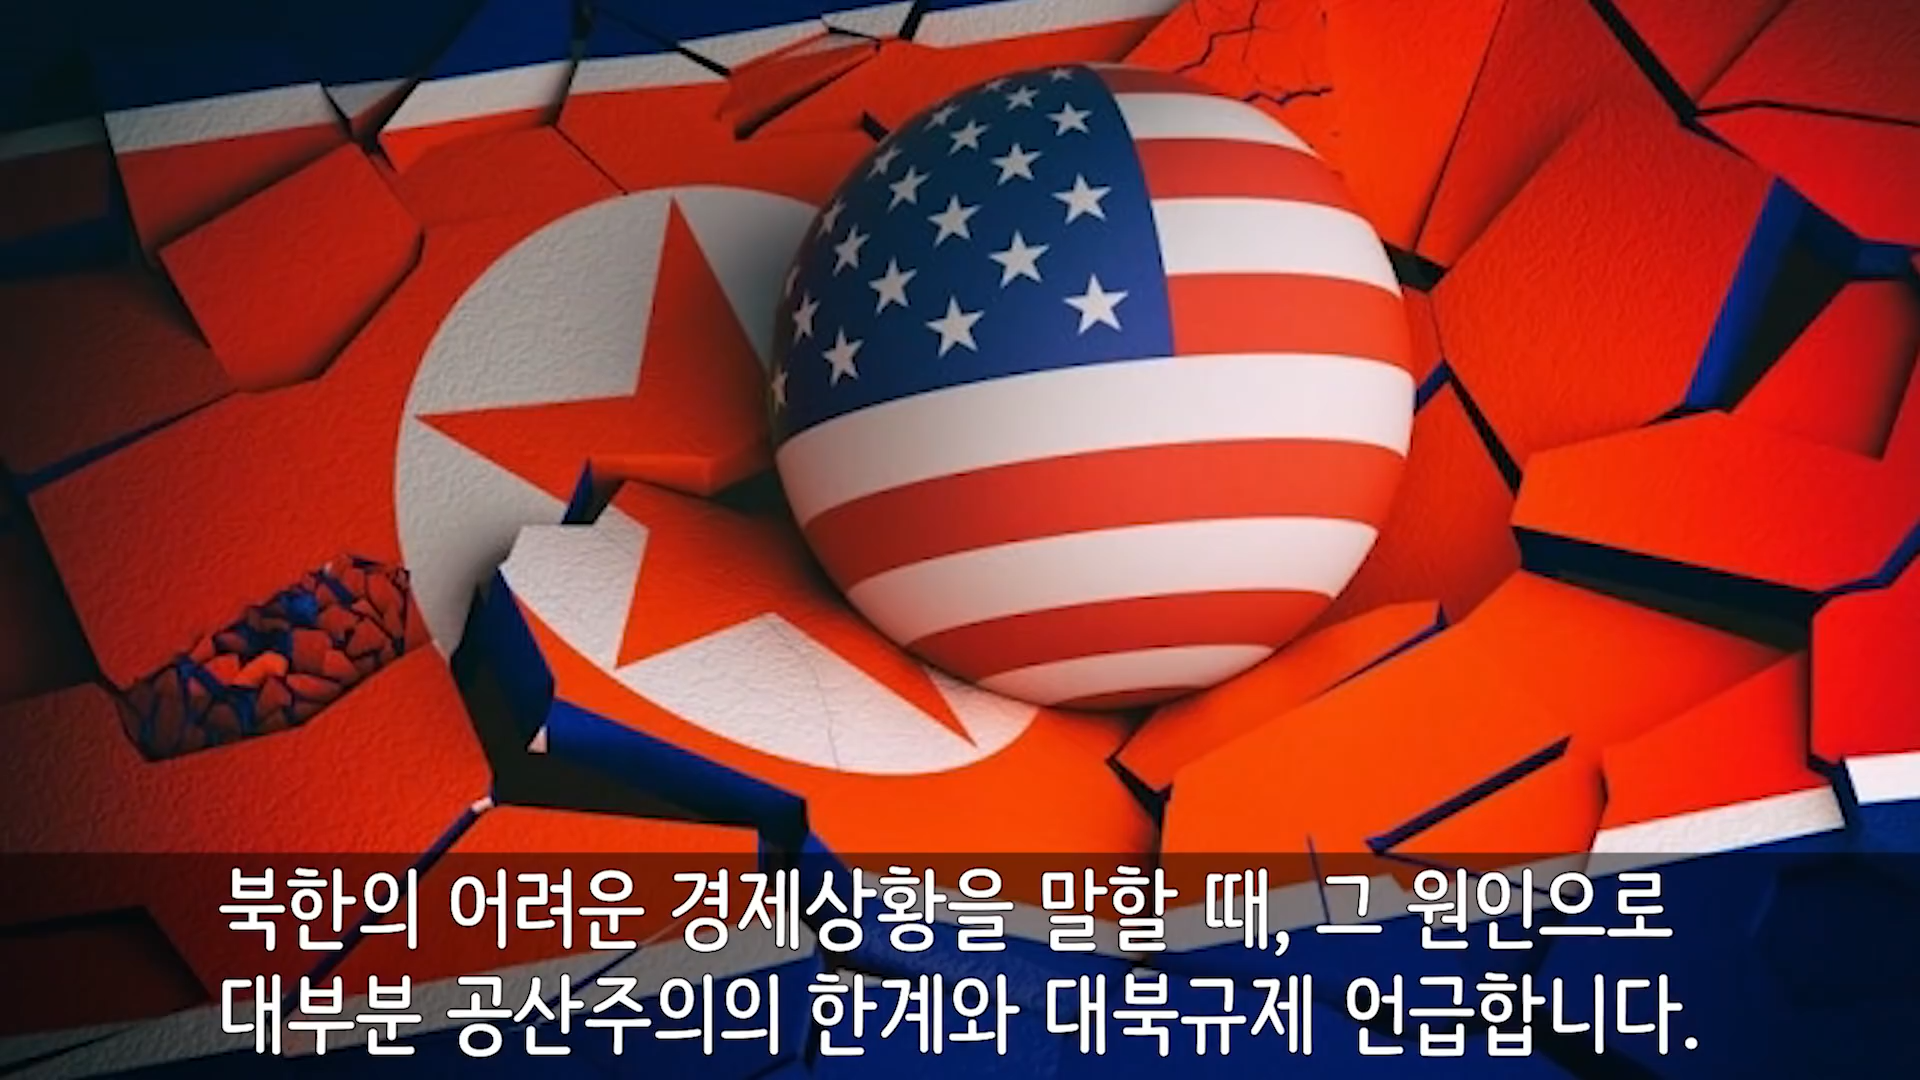 북한의 어려운 경제상황을 말할 때, 그 원인으로
대부분 공산주의의 한계와 대북규제 언급합니다.